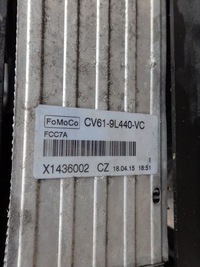 FoMoCo CV61-9L440-VC
FCC7A
X1436002 CZ 18.04.15 18:51